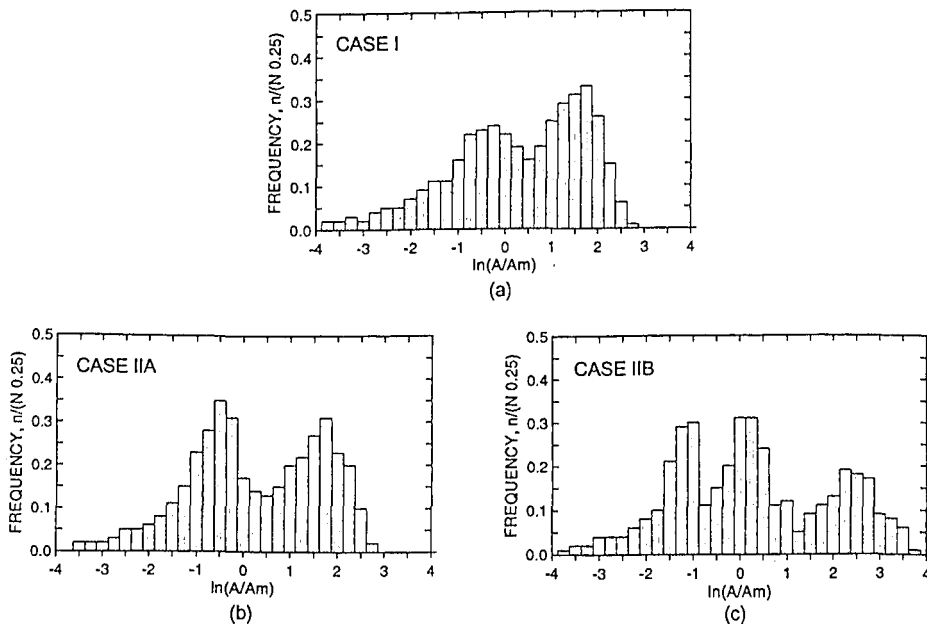 CASE I
FREQUENCY, n/(N 0.25)
0.5
0.4
0.3
0.2
0.1
0.0
-4 -3 -2 -1 0 1 2 3 4
ln(A/Am)
(a)
CASE IIA
FREQUENCY, n/(N 0.25)
0.5
0.4
0.3
0.2
0.1
0.0
-4 -3 -2 -1 0 1 2 3 4
ln(A/Am)
(b)
CASE IIB
FREQUENCY, n/(N 0.25)
0.5
0.4
0.3
0.2
0.1
0.0
-4 -3 -2 -1 0 1 2 3 4
ln(A/Am)
(c)